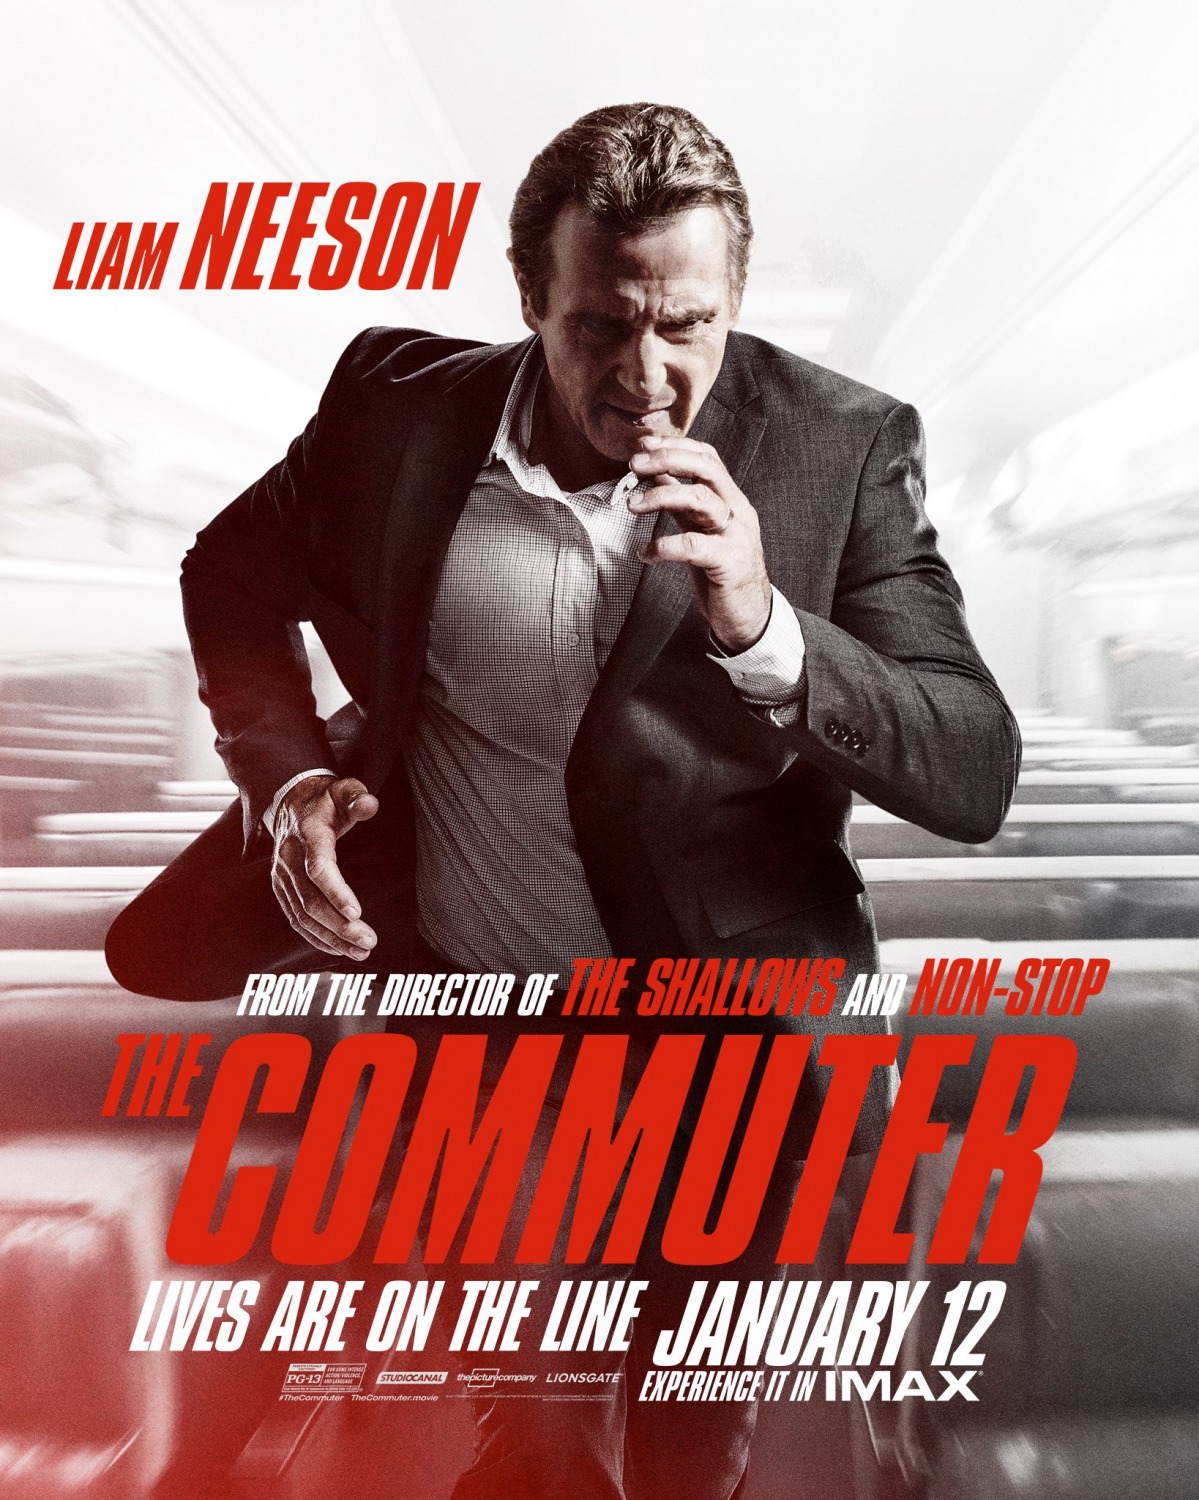 LIAM NEESON
FROM THE DIRECTOR OF THE SHALLOWS AND NON-STOP
THE COMMUTER
LIVES ARE ON THE LINE JANUARY 12
EXPERIENCE IT IN IMAX
PG-13
STUDIOCANAL
thepicturecompany
LIONSGATE
#TheCommuter TheCommuter.movie